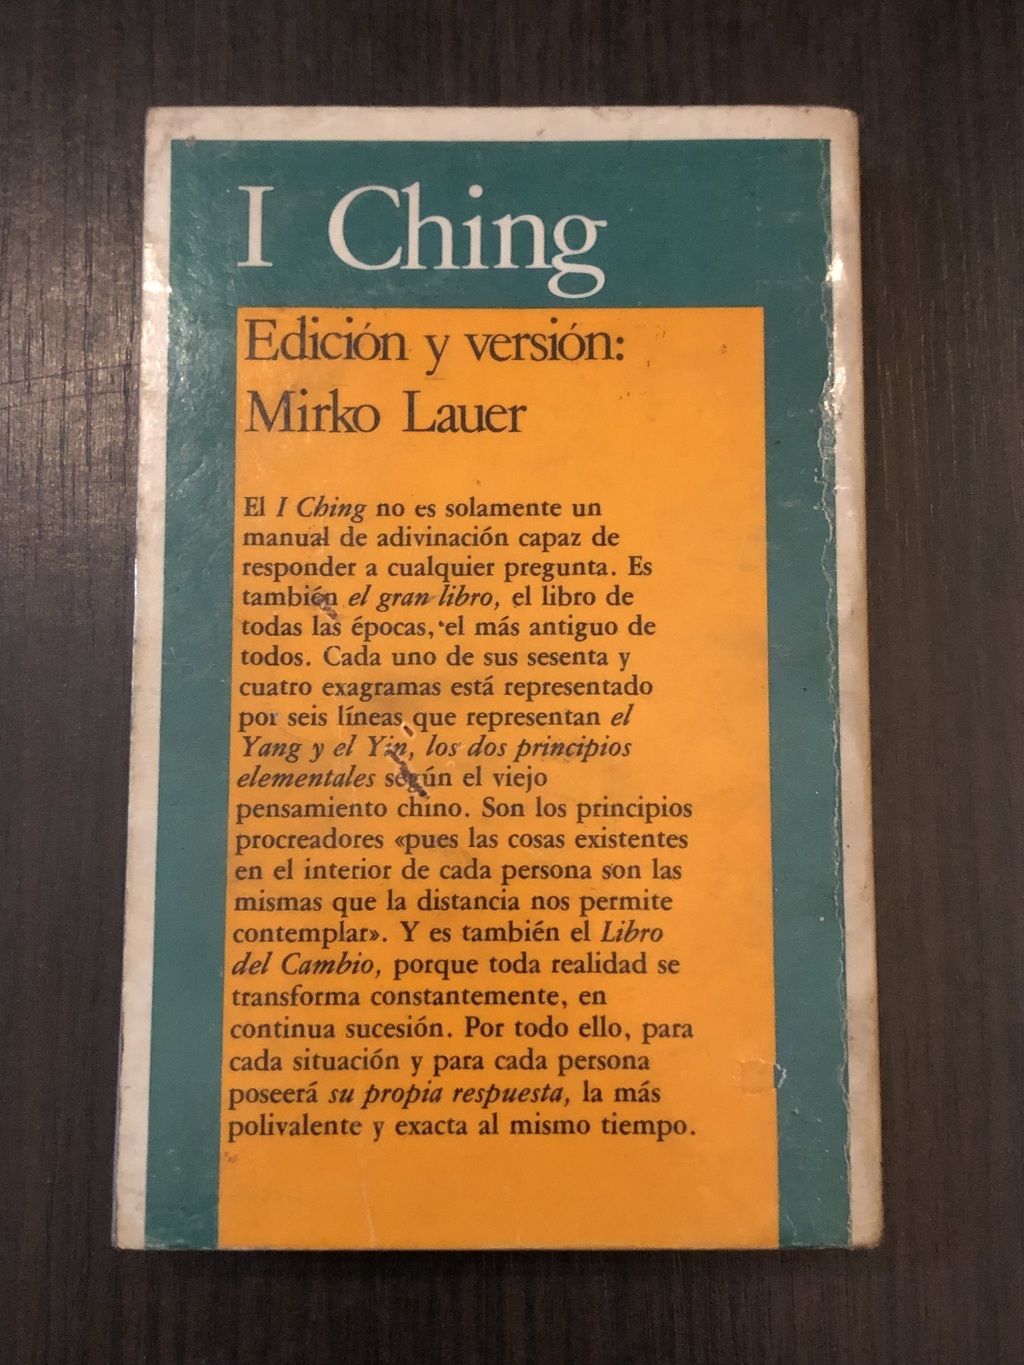 I Ching
Edición y versión:
Mirko Lauer
El I Ching no es solamente un
manual de adivinación capaz de
responder a cualquier pregunta. Es
también el gran libro, el libro de
todas las épocas, el más antiguo de
todos. Cada uno de sus sesenta y
cuatro exagramas está representado
por seis líneas que representan el
Yang y el Yin, los dos principios
elementales según el viejo
pensamiento chino. Son los principios
procreadores «pues las cosas existentes
en el interior de cada persona son las
mismas que la distancia nos permite
contemplar». Y es también el Libro
del Cambio, porque toda realidad se
transforma constantemente, en
continua sucesión. Por todo ello, para
cada situación y para cada persona
poseerá su propia respuesta, la más
polivalente y exacta al mismo tiempo.